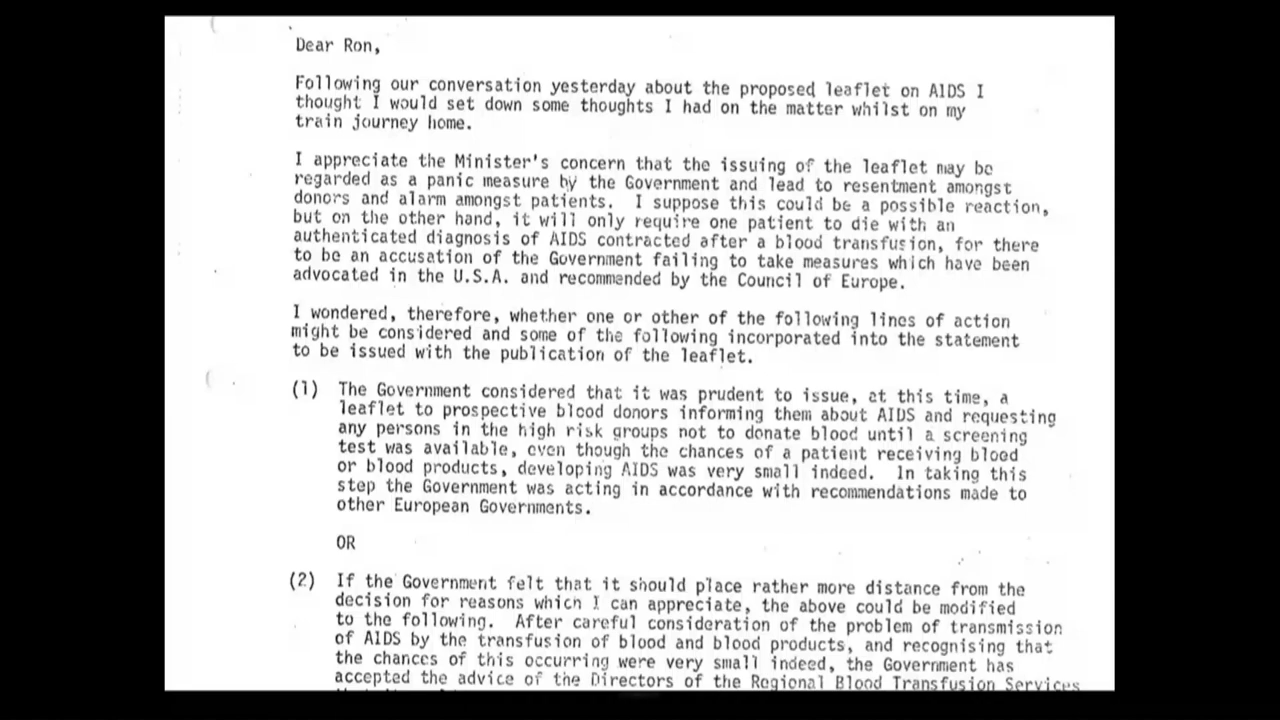 Dear Ron,
Following our conversation yesterday about the proposed leaflet on AIDS I
thought I would set down some thoughts I had on the matter whilst on my
train journey home.
I appreciate the Minister's concern that the issuing of the leaflet may be
regarded as a panic measure by the Government and lead to resentment amongst
donors and alarm amongst patients.  I suppose this could be a possible reaction,
but on the other hand, it will only require one patient to die with an
authenticated diagnosis of AIDS contracted after a blood transfusion, for there
to be an accusation of the Government failing to take measures which have been
advocated in the U.S.A. and recommended by the Council of Europe.
I wondered, therefore, whether one or other of the following lines of action
might be considered and some of the following incorporated into the statement
to be issued with the publication of the leaflet.
(1) The Government considered that it was prudent to issue, at this time, a
leaflet to prospective blood donors informing them about AIDS and requesting
any persons in the high risk groups not to donate blood until a screening
test was available, even though the chances of a patient receiving blood
or blood products, developing AIDS was very small indeed.  In taking this
step the Government was acting in accordance with recommendations made to
other European Governments.
OR
(2) If the Government felt that it should place rather more distance from the
decision for reasons which I can appreciate, the above could be modified
to the following.  After careful consideration of the problem of transmission
of AIDS by the transfusion of blood and blood products, and recognising that
the chances of this occurring were very small indeed, the Government has
accepted the advice of the Directors of the Regional Blood Transfusion Services